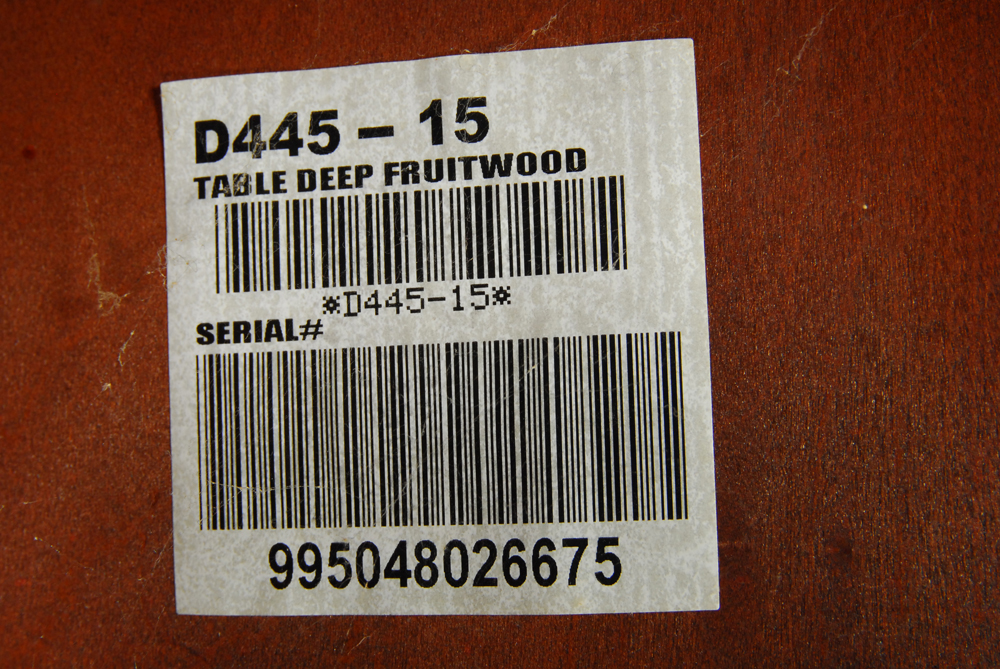 D445 – 15
TABLE DEEP FRUITWOOD
*D445-15*
SERIAL#
995048026675